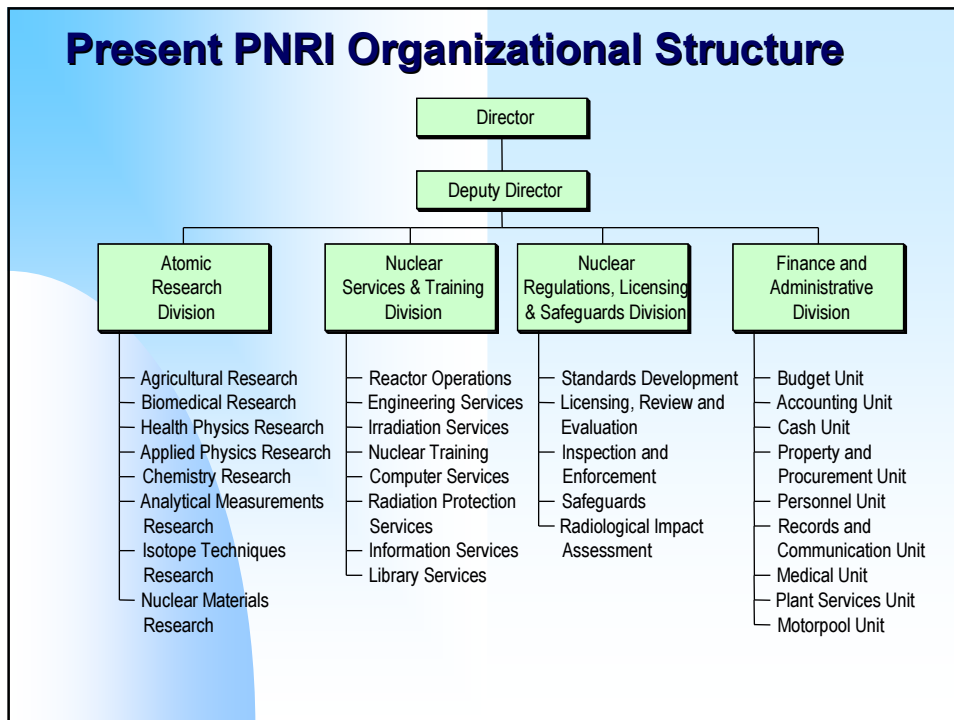 Present PNRI Organizational Structure
Director
Deputy Director
Atomic
Research
Division
Agricultural Research
Biomedical Research
Health Physics Research
Applied Physics Research
Chemistry Research
Analytical Measurements
Research
Isotope Techniques
Research
Nuclear Materials
Research
Nuclear
Services & Training
Division
Reactor Operations
Engineering Services
Irradiation Services
Nuclear Training
Computer Services
Radiation Protection
Services
Information Services
Library Services
Nuclear
Regulations, Licensing
& Safeguards Division
Standards Development
Licensing, Review and
Evaluation
Inspection and
Enforcement
Safeguards
Radiological Impact
Assessment
Finance and
Administrative
Division
Budget Unit
Accounting Unit
Cash Unit
Property and
Procurement Unit
Personnel Unit
Records and
Communication Unit
Medical Unit
Plant Services Unit
Motorpool Unit